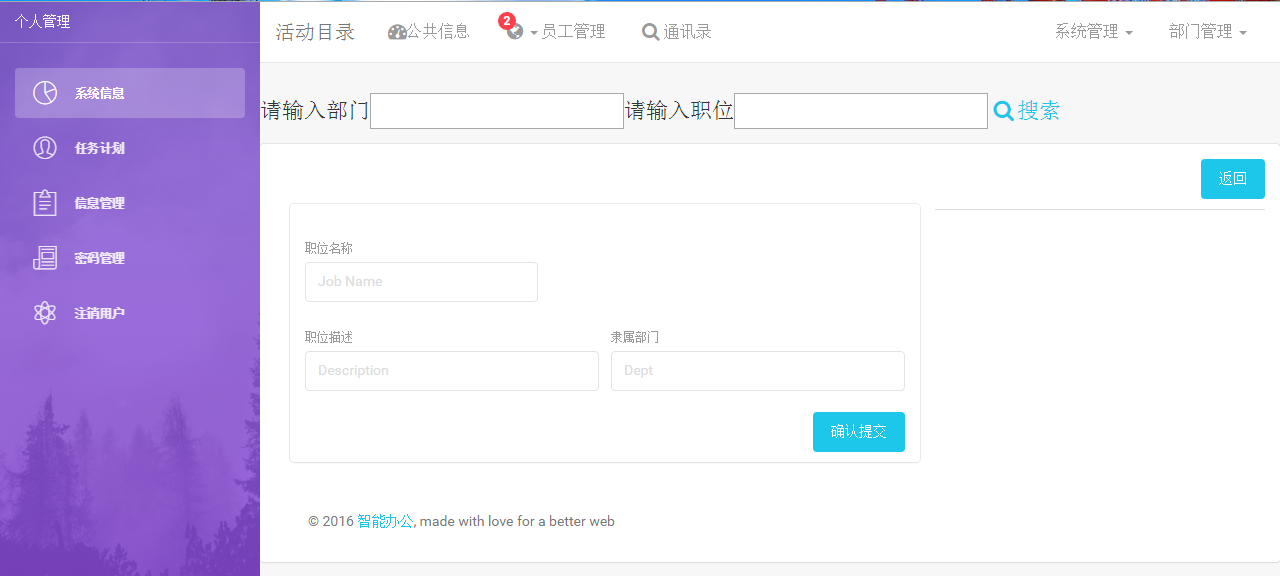 个人管理
系统信息
任务计划
信息管理
密码管理
注销用户
活动目录
公共信息
2
员工管理
通讯录
系统管理
部门管理
请输入部门
请输入职位
搜索
返回
职位名称
Job Name
职位描述
隶属部门
Description
Dept
确认提交
© 2016 智能办公, made with love for a better web